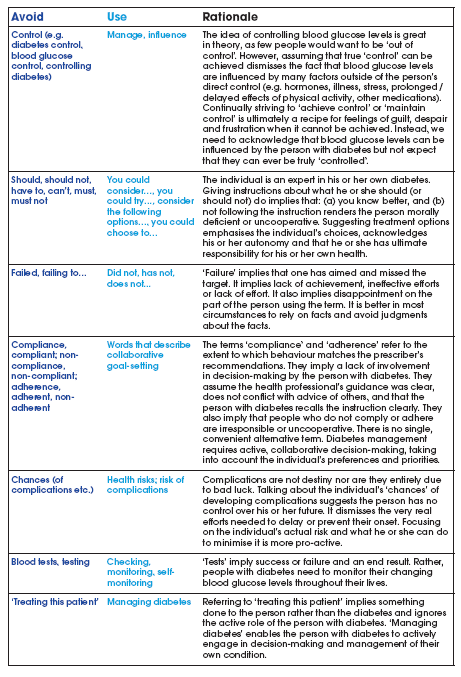 Avoid Use Rationale
Control (e.g. Manage, influence The idea of controlling blood glucose levels is great
diabetes control, in theory, as few people would want to be ‘out of
blood glucose control’. However, assuming that true ‘control’ can be
control, controlling achieved dismisses the fact that blood glucose levels
diabetes) are influenced by many factors outside of the person’s
direct control (e.g. hormones, illness, stress, prolonged /
delayed effects of physical activity, other medications).
Continually striving to ‘achieve control’ or ‘maintain
control’ is ultimately a recipe for feelings of guilt, despair
and frustration when it cannot be achieved. Instead, we
need to acknowledge that blood glucose levels can be
influenced by the person with diabetes but not expect
that they can ever be truly ‘controlled’.
Should, should not, You could The individual is an expert in his or her own diabetes.
have to, can’t, must, consider..., you Giving instructions about what he or she should (or
must not could try..., consider should not) do implies that: (a) you know better, and (b)
the following not following the instruction renders the person morally
options..., you could deficient or uncooperative. Suggesting treatment options
choose to... emphasises the individual’s choices, acknowledges
his or her autonomy and that he or she has ultimate
responsibility for his or her own health.
Failed, failing to... Did not, has not, ‘Failure’ implies that one has aimed and missed the
does not... target. It implies lack of achievement, ineffective efforts
or lack of effort. It also implies disappointment on the
part of the person using the term. It is better in most
circumstances to rely on facts and avoid judgments
about the facts.
Compliance, Words that describe The terms ‘compliance’ and ‘adherence’ refer to the
compliant; non- collaborative extent to which behaviour matches the prescriber’s
compliance, goal-setting recommendations. They imply a lack of involvement
non-compliant; in decision-making by the person with diabetes. They
adherence, assume the health professional’s guidance was clear,
adherent, non- does not conflict with advice of others, and that the
adherent person with diabetes recalls the instruction clearly. They
also imply that people who do not comply or adhere
are irresponsible or uncooperative. There is no single,
convenient alternative term. Diabetes management
requires active, collaborative decision-making, taking
into account the individual’s preferences and priorities.
Chances (of Health risks; risk of Complications are not destiny nor are they entirely due
complications etc.) complications to bad luck. Talking about the individual’s ‘chances’ of
developing complications suggests the person has no
control over his or her future. It dismisses the very real
efforts needed to delay or prevent their onset. Focusing
on the individual’s actual risk and what he or she can do
to minimise it is more pro-active.
Blood tests, testing Checking, ‘Tests’ imply success or failure and an end result. Rather,
monitoring, self- people with diabetes need to monitor their changing
monitoring blood glucose levels throughout their lives.
‘Treating this patient’ Managing diabetes Referring to ‘treating this patient’ implies something
done to the person rather than the diabetes and ignores
the active role of the person with diabetes. ‘Managing
diabetes’ enables the person with diabetes to actively
engage in decision-making and management of their
own condition.